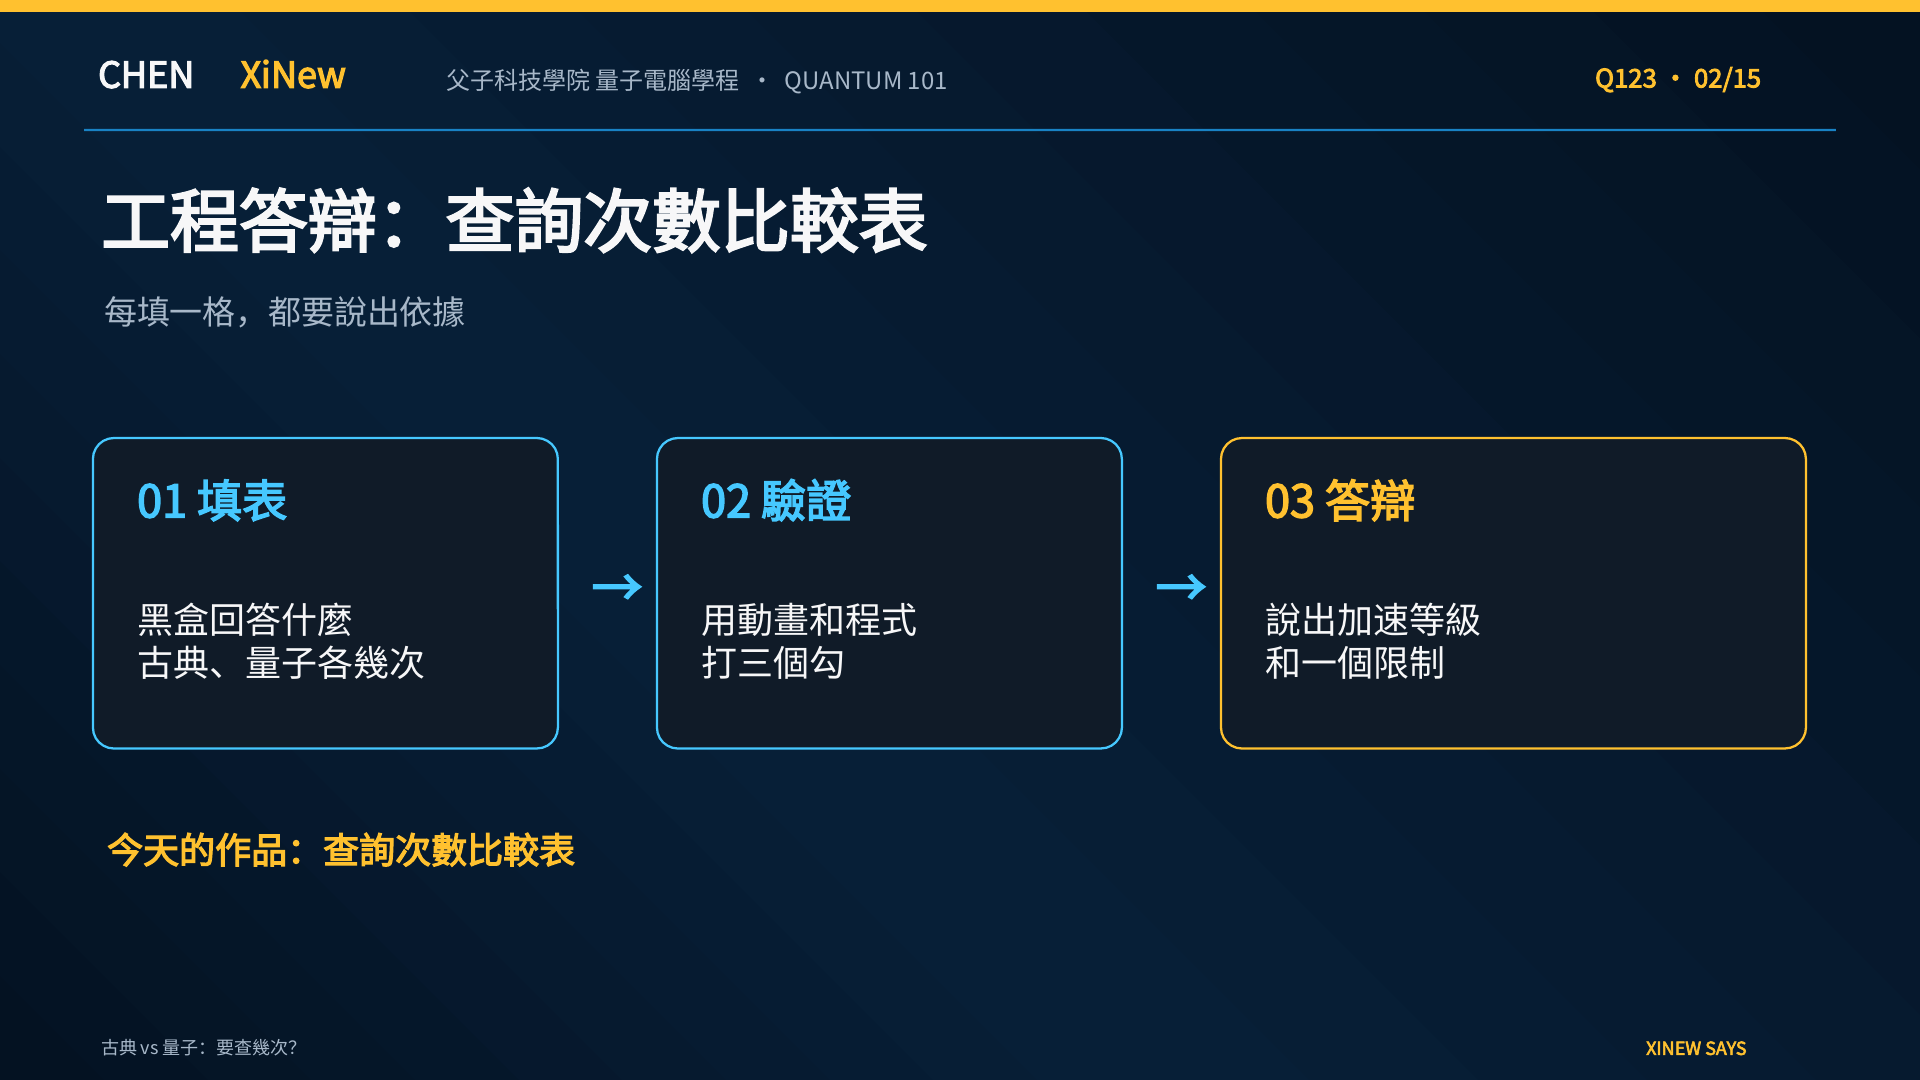 CHEN XiNew 父子科技學院 量子電腦學程 · QUANTUM 101 Q123 · 02/15
工程答辯：查詢次數比較表
每填一格，都要說出依據
01 填表
黑盒回答什麼
古典、量子各幾次
→
02 驗證
用動畫和程式
打三個勾
→
03 答辯
說出加速等級
和一個限制
今天的作品：查詢次數比較表
古典 vs 量子：要查幾次？
XINEW SAYS